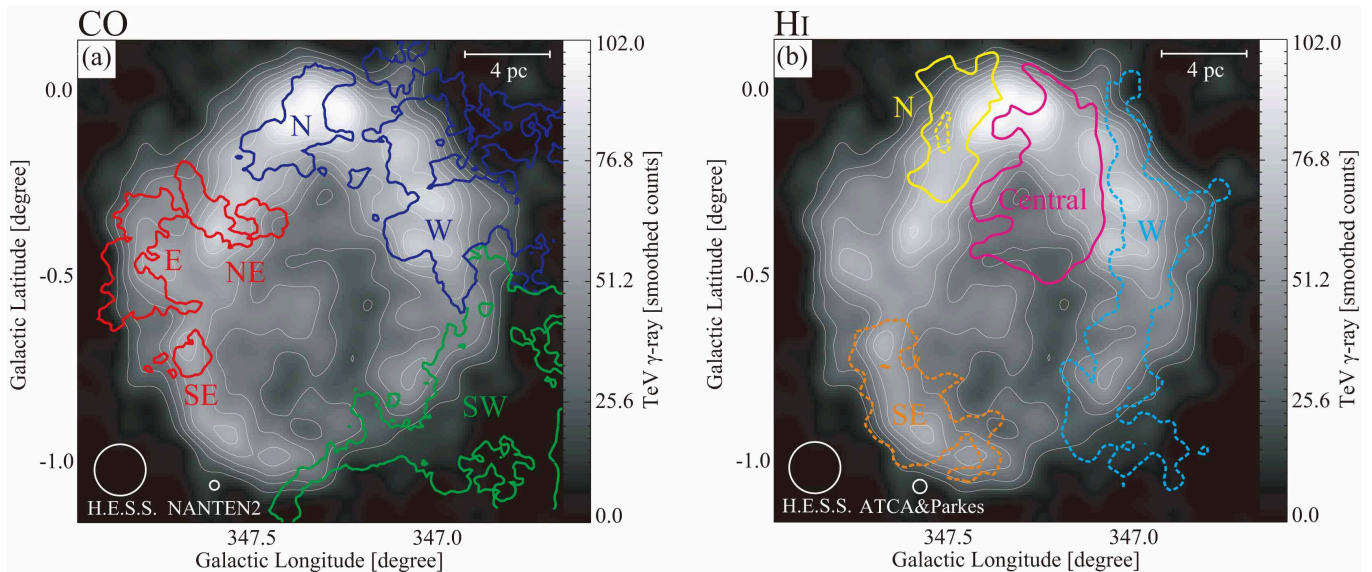 CO
(a)
4 pc
N
W
E
NE
SE
SW
H.E.S.S. NANTEN2
0.0
-0.5
-1.0
Galactic Latitude [degree]
347.5
347.0
Galactic Longitude [degree]
102.0
76.8
51.2
25.6
0.0
TeV γ-ray [smoothed counts]
HI
(b)
4 pc
N
Central
W
SE
H.E.S.S. ATCA&Parkes
0.0
-0.5
-1.0
Galactic Latitude [degree]
347.5
347.0
Galactic Longitude [degree]
102.0
76.8
51.2
25.6
0.0
TeV γ-ray [smoothed counts]